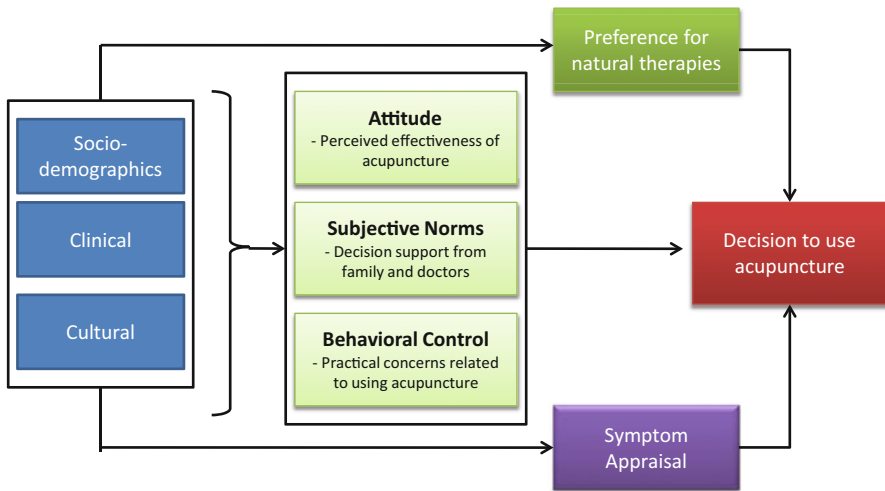 Preference for
natural therapies
Socio-
demographics
Clinical
Cultural
Attitude
- Perceived effectiveness of
acupuncture
Subjective Norms
- Decision support from
family and doctors
Behavioral Control
- Practical concerns related
to using acupuncture
Decision to use
acupuncture
Symptom
Appraisal